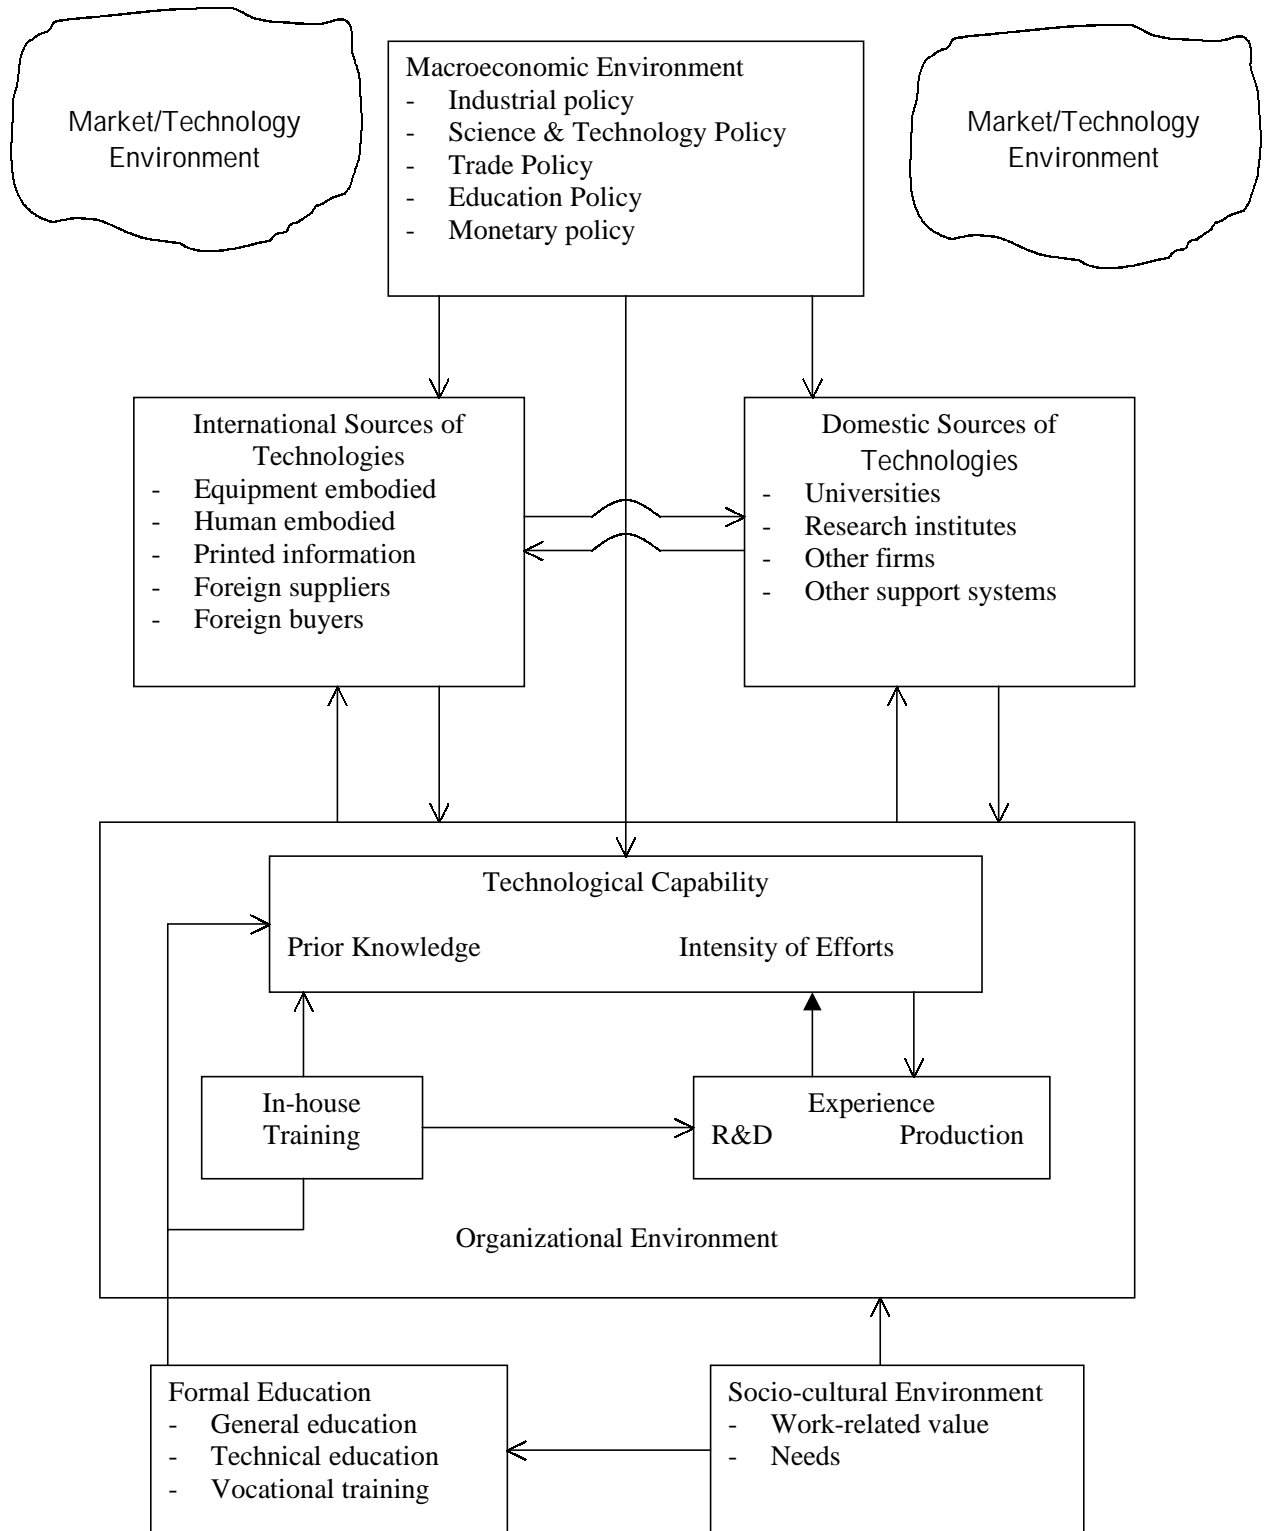 Market/Technology
Environment
Macroeconomic Environment
- Industrial policy
- Science & Technology Policy
- Trade Policy
- Education Policy
- Monetary policy
Market/Technology
Environment
International Sources of
Technologies
- Equipment embodied
- Human embodied
- Printed information
- Foreign suppliers
- Foreign buyers
Domestic Sources of
Technologies
- Universities
- Research institutes
- Other firms
- Other support systems
Technological Capability
Prior Knowledge Intensity of Efforts
In-house
Training
Experience
R&D Production
Organizational Environment
Formal Education
- General education
- Technical education
- Vocational training
Socio-cultural Environment
- Work-related value
- Needs